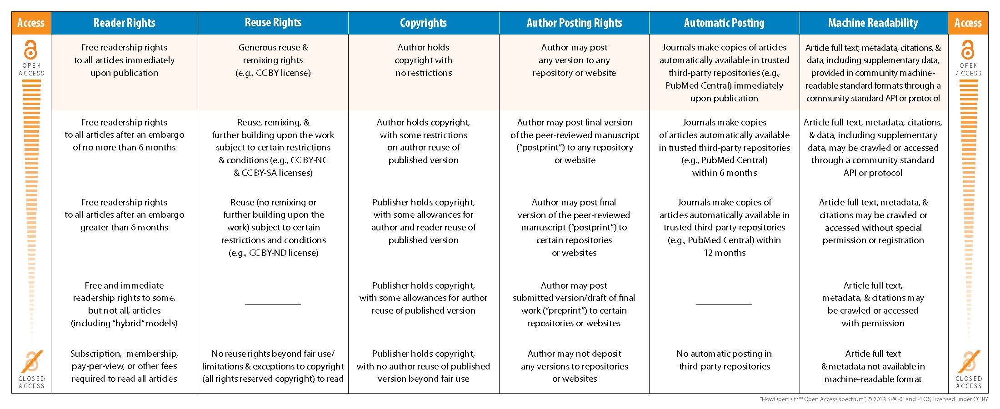 Access
Reader Rights
Reuse Rights
Copyrights
Author Posting Rights
Automatic Posting
Machine Readability
Access
OPEN
ACCESS
Free readership rights
to all articles immediately
upon publication
Generous reuse &
remixing rights
(e.g., CC BY license)
Author holds
copyright with
no restrictions
Author may post
any version to any
repository or website
Journals make copies of articles
automatically available in trusted
third-party repositories (e.g.,
PubMed Central) immediately
upon publication
Article full text, metadata, citations, &
data, including supplementary data,
provided in community machine-
readable standard formats through a
community standard API or protocol
OPEN
ACCESS
Free readership rights
to all articles after an embargo
of no more than 6 months
Reuse, remixing, &
further building upon the work
subject to certain restrictions
& conditions (e.g., CC BY-NC
& CC BY-SA licenses)
Author holds copyright,
with some restrictions
on author reuse of
published version
Author may post final version
of the peer-reviewed manuscript
(“postprint”) to any repository
or website
Journals make copies
of articles automatically available
in trusted third-party repositories
(e.g., PubMed Central)
within 6 months
Article full text, metadata, citations,
& data, including supplementary
data, may be crawled or accessed
through a community standard
API or protocol
Free readership rights
to all articles after an embargo
greater than 6 months
Reuse (no remixing or
further building upon the
work) subject to certain
restrictions and conditions
(e.g., CC BY-ND license)
Publisher holds copyright,
with some allowances for
author and reader reuse of
published version
Author may post final
version of the peer-reviewed
manuscript (“postprint”) to
certain repositories
or websites
Journals make copies of
articles automatically available in
trusted third-party repositories
(e.g., PubMed Central) within
12 months
Article full text, metadata, &
citations may be crawled or
accessed without special
permission or registration
Free and immediate
readership rights to some,
but not all, articles
(including “hybrid” models)
Publisher holds copyright,
with some allowances for author
reuse of published version
Author may post
submitted version/draft of final
work (“preprint”) to certain
repositories or websites
Article full text,
metadata, & citations may
be crawled or accessed
with permission
CLOSED
ACCESS
Subscription, membership,
pay-per-view, or other fees
required to read all articles
No reuse rights beyond fair use/
limitations & exceptions to copyright
(all rights reserved copyright) to read
Publisher holds copyright,
with no author reuse of published
version beyond fair use
Author may not deposit
any versions to repositories
or websites
No automatic posting in
third-party repositories
Article full text
& metadata not available in
machine-readable format
CLOSED
ACCESS
“HowOpenIsIt?™ Open Access spectrum”, © 2013 SPARC and PLOS, licensed under CC BY